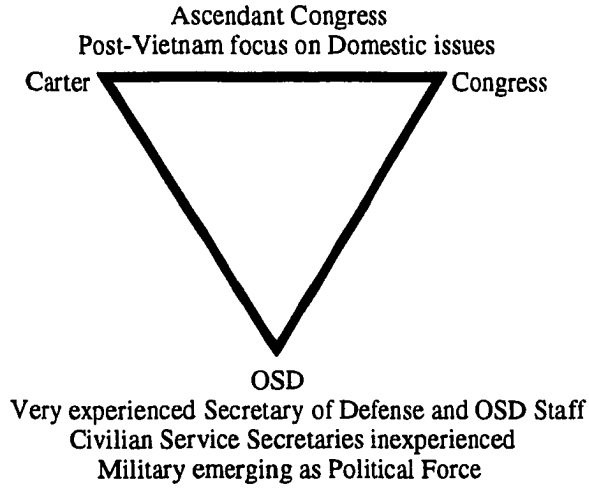 Ascendant Congress
Post-Vietnam focus on Domestic issues
Carter
Congress
OSD
Very experienced Secretary of Defense and OSD Staff
Civilian Service Secretaries inexperienced
Military emerging as Political Force